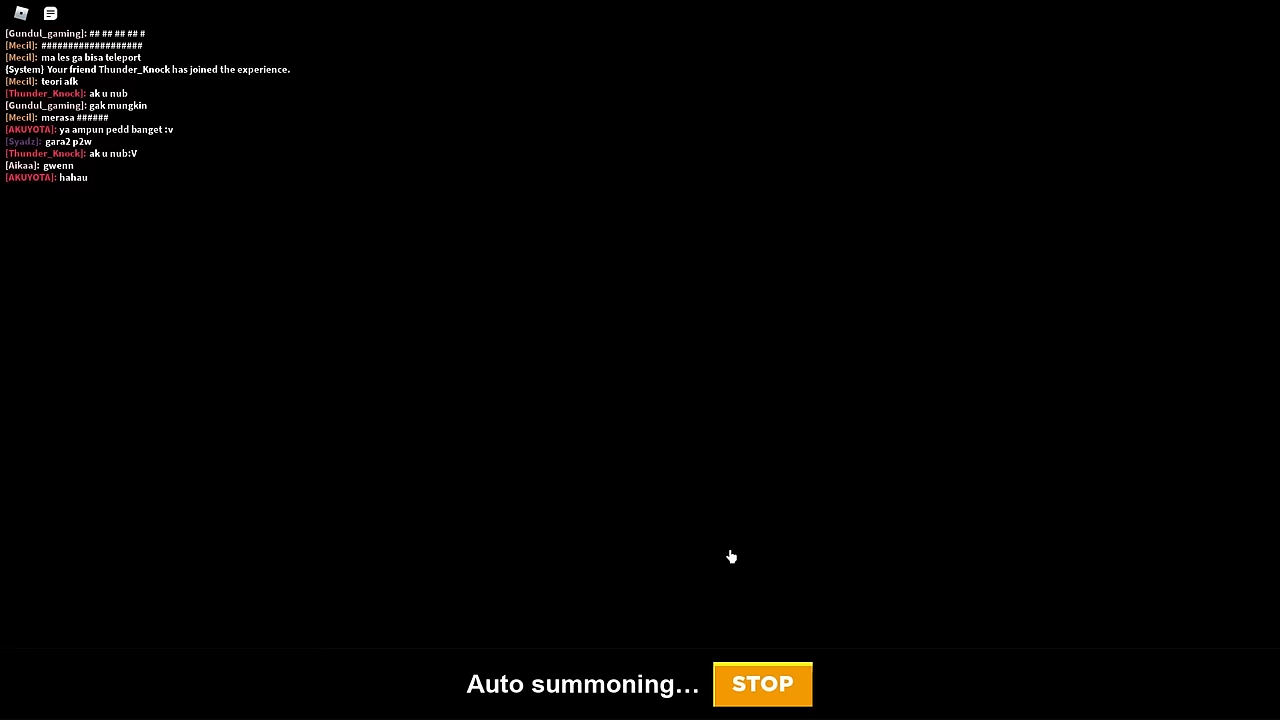 [Gundul_gaming]: ## ## ## ## #
[Mecil]: ###################
[Mecil]: ma les ga bisa teleport
{System} Your friend Thunder_Knock has joined the experience.
[Mecil]: teori afk
[Thunder_Knock]: ak u nub
[Gundul_gaming]: gak mungkin
[Mecil]: merasa ######
[AKUYOTA]: ya ampun pedd banget :v
[Syadz]: gara2 p2w
[Thunder_Knock]: ak u nub:V
[Aikaa]: gwenn
[AKUYOTA]: hahau
Auto summoning... STOP